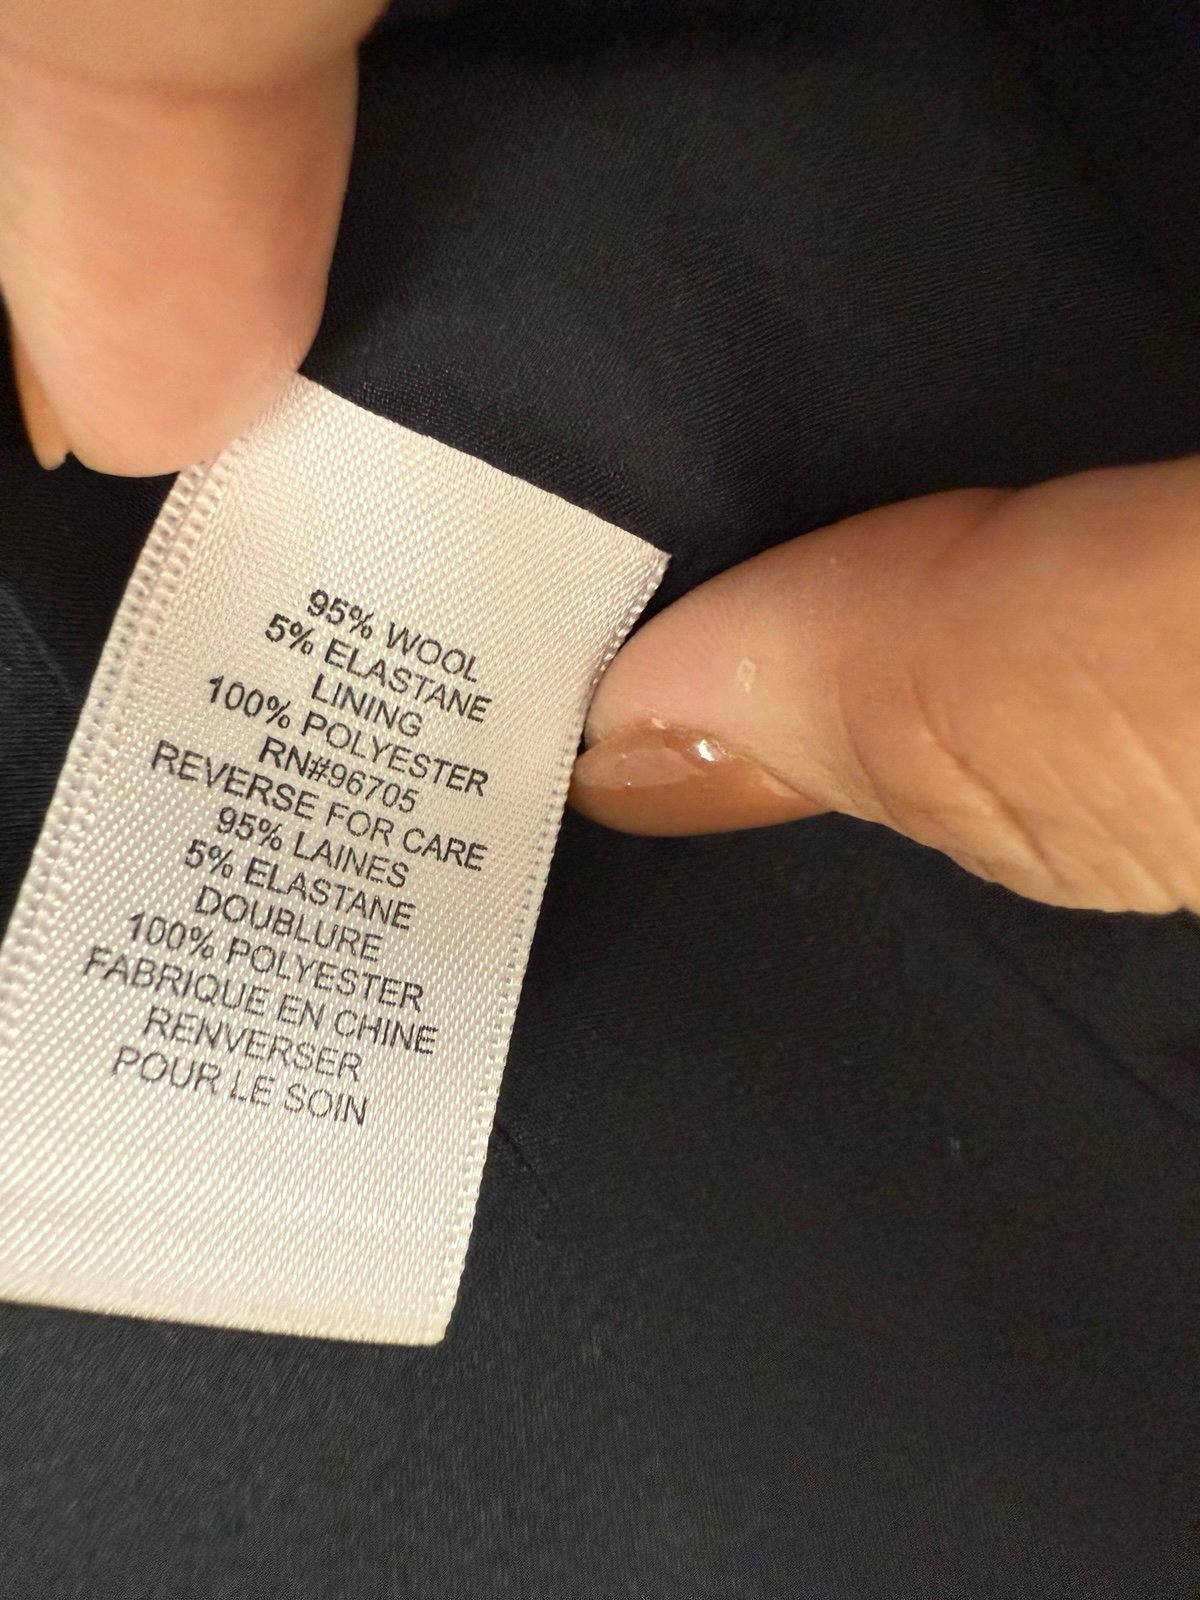 95% WOOL
5% ELASTANE
LINING
100% POLYESTER
RN#96705
REVERSE FOR CARE
95% LAINES
5% ELASTANE
DOUBLURE
100% POLYESTER
FABRIQUE EN CHINE
RENVERSER
POUR LE SOIN